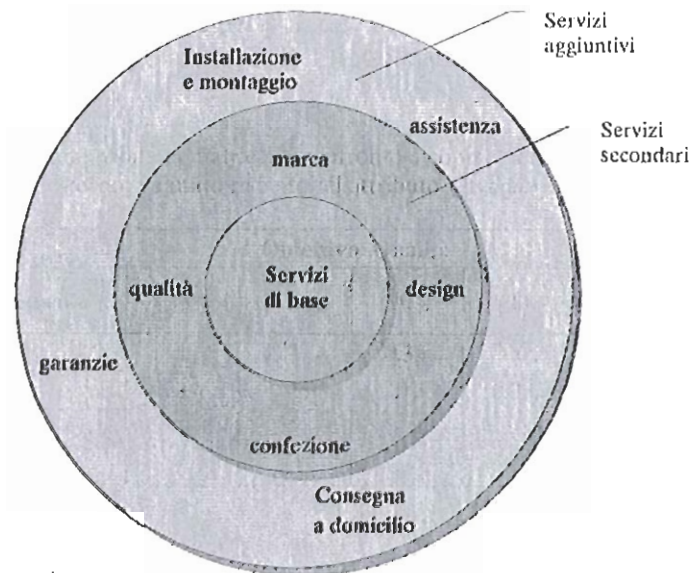 Servizi
aggiuntivi
Installazione
e montaggio
assistenza
Servizi
secondari
marca
qualità
Servizi
di base
design
garanzie
confezione
Consegna
a domicilio